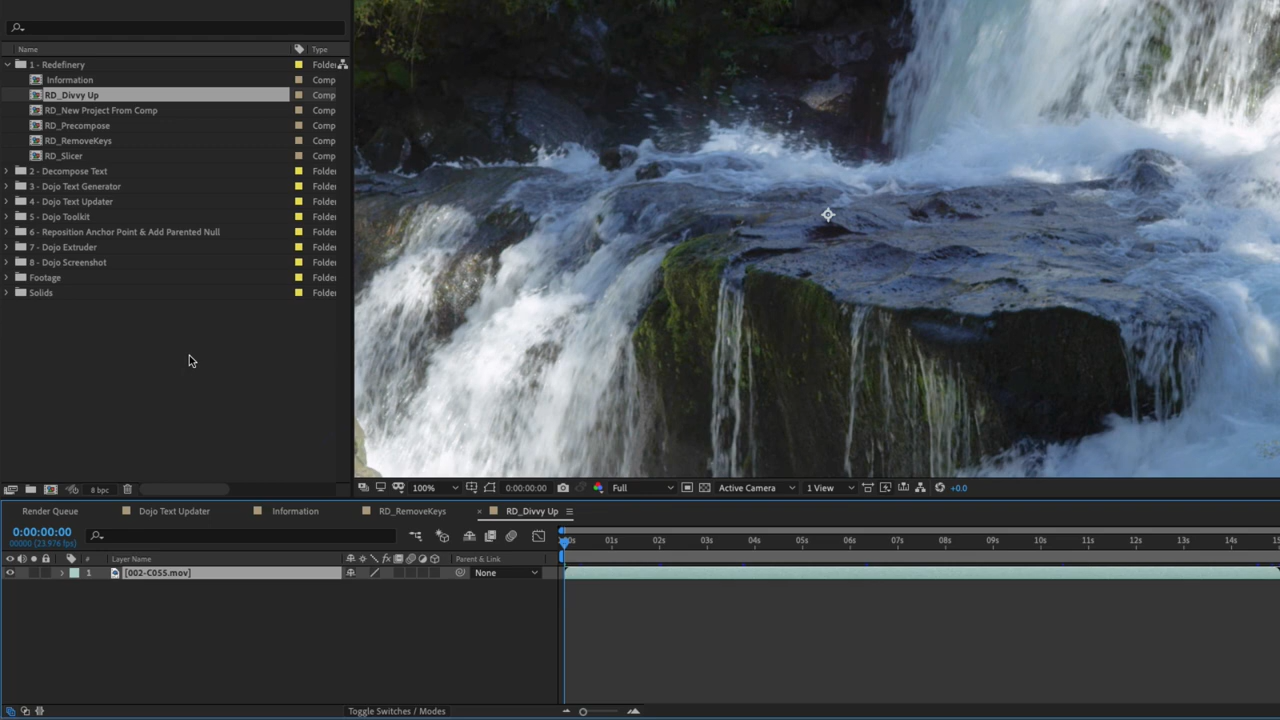 Name Type
1 - Redefinery Folder
Information Comp
RD_Divvy Up Comp
RD_New Project From Comp Comp
RD_Precompose Comp
RD_RemoveKeys Comp
RD_Slicer Comp
2 - Decompose Text Folder
3 - Dojo Text Generator Folder
4 - Dojo Text Updater Folder
5 - Dojo Toolkit Folder
6 - Reposition Anchor Point & Add Parented Null Folder
7 - Dojo Extruder Folder
8 - Dojo Screenshot Folder
Footage Folder
Solids Folder
8 bpc 100% 0:00:00:00 Full Active Camera 1 View +0.0
Render Queue Dojo Text Updater Information RD_RemoveKeys × RD_Divvy Up
0:00:00:00
00000 (23.976 fps)
:00s 01s 02s 03s 04s 05s 06s 07s 08s 09s 10s 11s 12s 13s 14s 15s
# Layer Name fx Parent & Link
1 [002-C055.mov] None
Toggle Switches / Modes